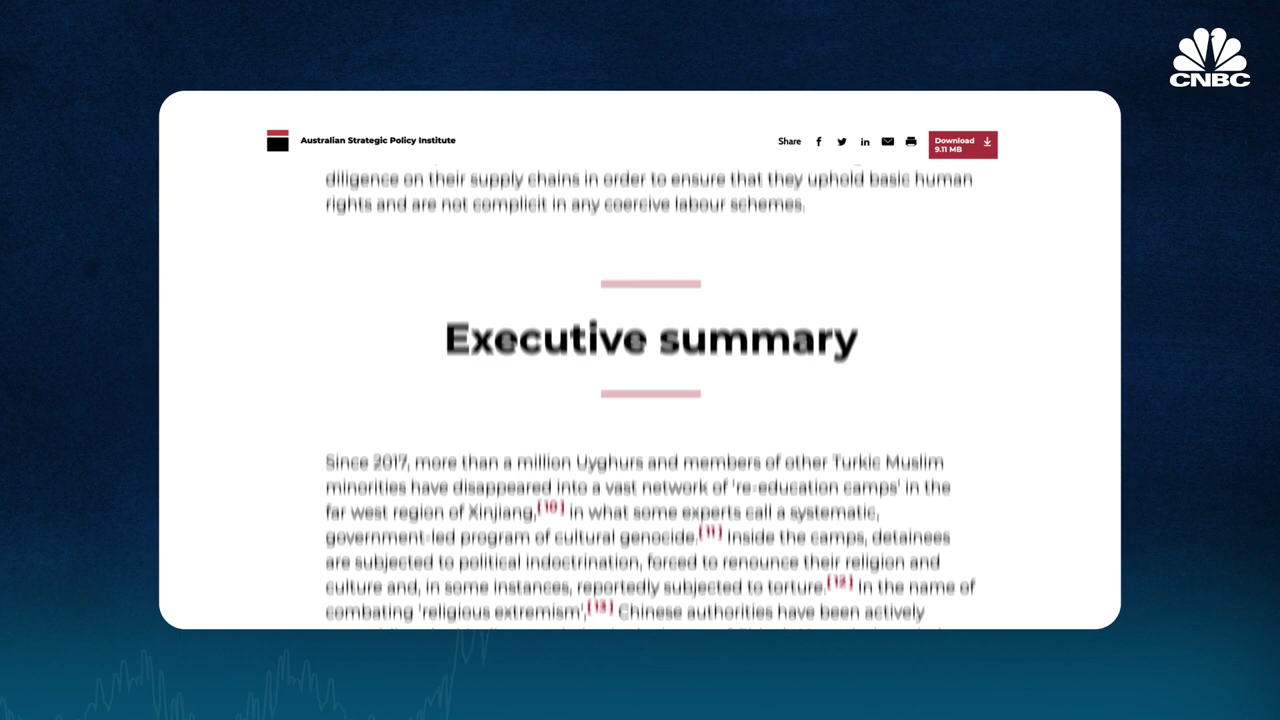 CNBC
Australian Strategic Policy Institute
Share
Download
9.11 MB
diligence on their supply chains in order to ensure that they uphold basic human
rights and are not complicit in any coercive labour schemes.
Executive summary
Since 2017, more than a million Uyghurs and members of other Turkic Muslim
minorities have disappeared into a vast network of 're-education camps' in the
far west region of Xinjiang,[10] in what some experts call a systematic,
government-led program of cultural genocide.[11] Inside the camps, detainees
are subjected to political indoctrination, forced to renounce their religion and
culture and, in some instances, reportedly subjected to torture.[12] In the name of
combating 'religious extremism',[13] Chinese authorities have been actively